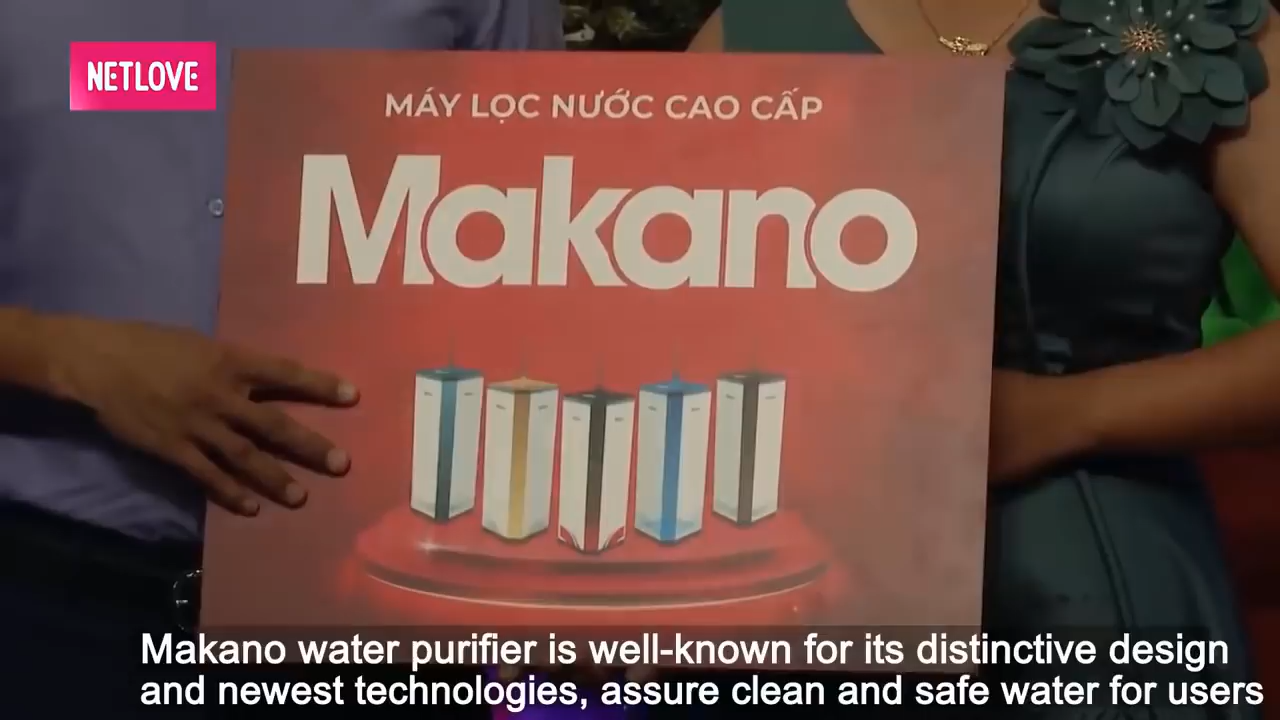 NETLOVE
MÁY LỌC NƯỚC CAO CẤP
Makano
Makano water purifier is well-known for its distinctive design
and newest technologies, assure clean and safe water for users